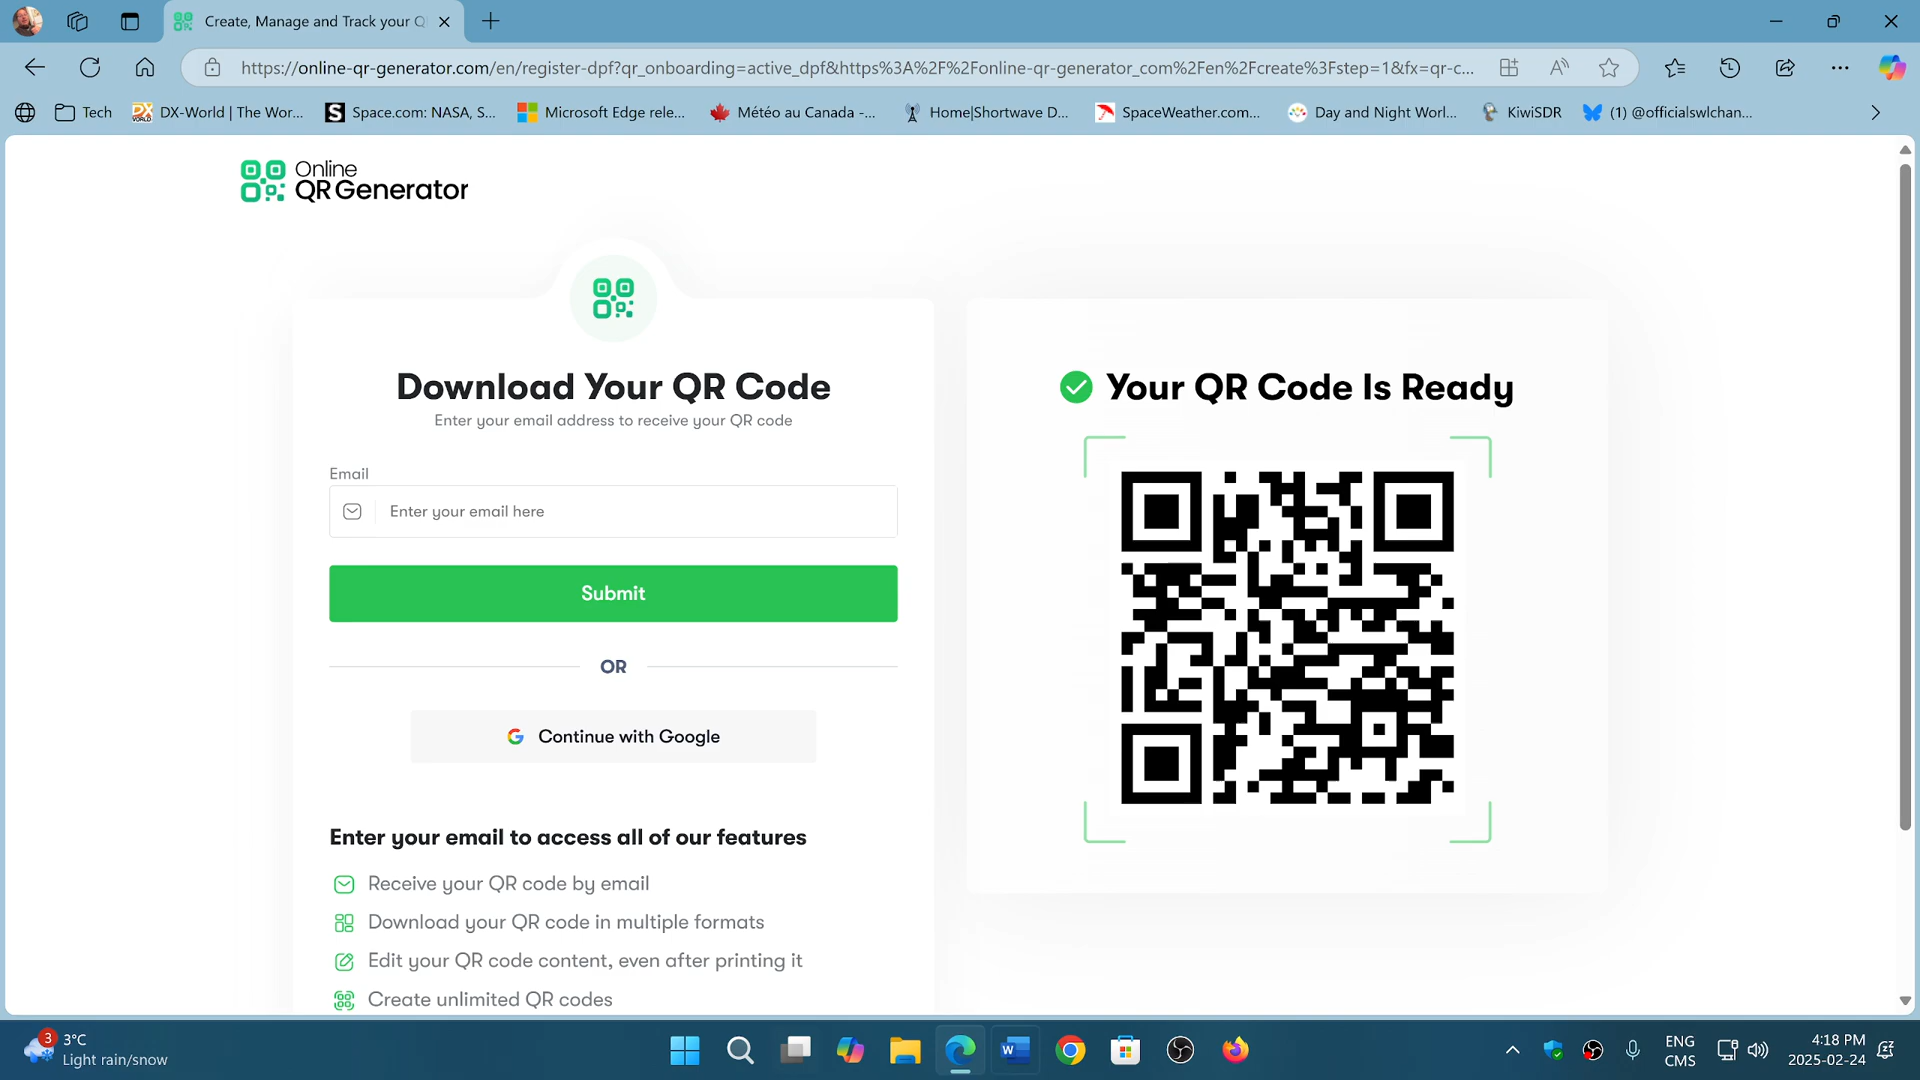 Create, Manage and Track your Q
https://online-qr-generator.com/en/register-dpf?qr_onboarding=active_dpf&https%3A%2F%2Fonline-qr-generator_com%2Fen%2Fcreate%3Fstep=1&fx=qr-c...
Tech
DX-World | The Wor...
Space.com: NASA, S...
Microsoft Edge rele...
Météo au Canada -...
Home|Shortwave D...
SpaceWeather.com...
Day and Night Worl...
KiwiSDR
(1) @officialswlchan...
Online
QR Generator
Download Your QR Code
Enter your email address to receive your QR code
Email
Enter your email here
Submit
OR
Continue with Google
Enter your email to access all of our features
Receive your QR code by email
Download your QR code in multiple formats
Edit your QR code content, even after printing it
Create unlimited QR codes
Your QR Code Is Ready
3
3°C
Light rain/snow
ENG
CMS
4:18 PM
2025-02-24